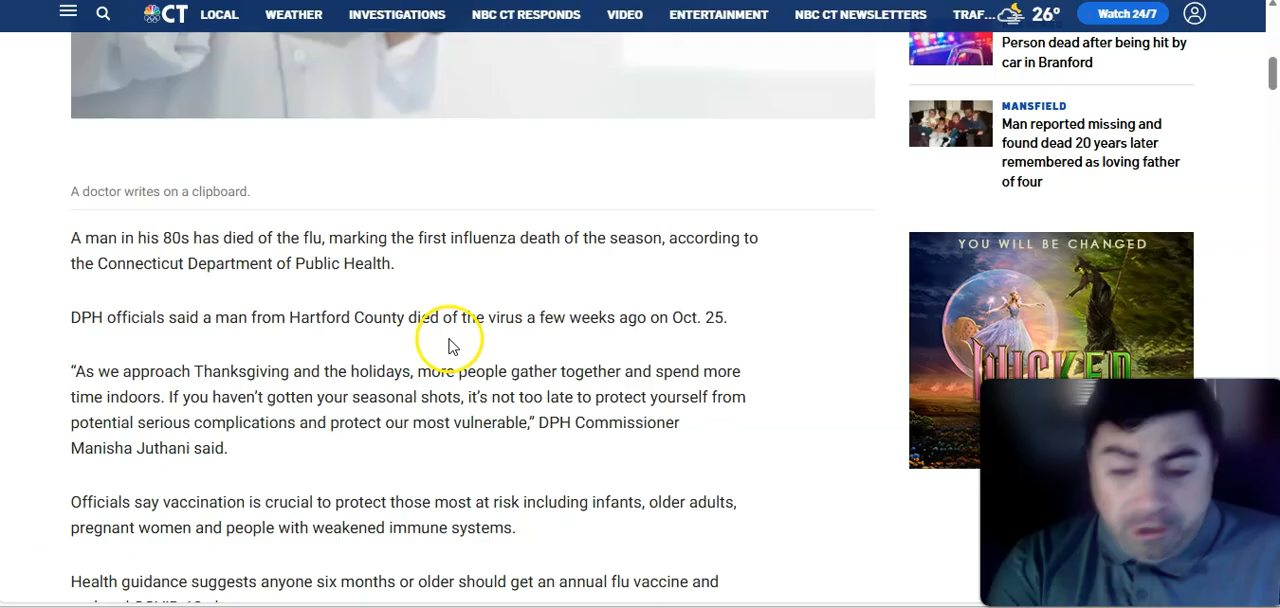 CT LOCAL WEATHER INVESTIGATIONS NBC CT RESPONDS VIDEO ENTERTAINMENT NBC CT NEWSLETTERS TRAF... 26° Watch 24/7
Person dead after being hit by
car in Branford
MANSFIELD
Man reported missing and
found dead 20 years later
remembered as loving father
of four
A doctor writes on a clipboard.
A man in his 80s has died of the flu, marking the first influenza death of the season, according to
the Connecticut Department of Public Health.
DPH officials said a man from Hartford County died of the virus a few weeks ago on Oct. 25.
“As we approach Thanksgiving and the holidays, more people gather together and spend more
time indoors. If you haven’t gotten your seasonal shots, it’s not too late to protect yourself from
potential serious complications and protect our most vulnerable,” DPH Commissioner
Manisha Juthani said.
Officials say vaccination is crucial to protect those most at risk including infants, older adults,
pregnant women and people with weakened immune systems.
Health guidance suggests anyone six months or older should get an annual flu vaccine and
YOU WILL BE CHANGED
WICKED